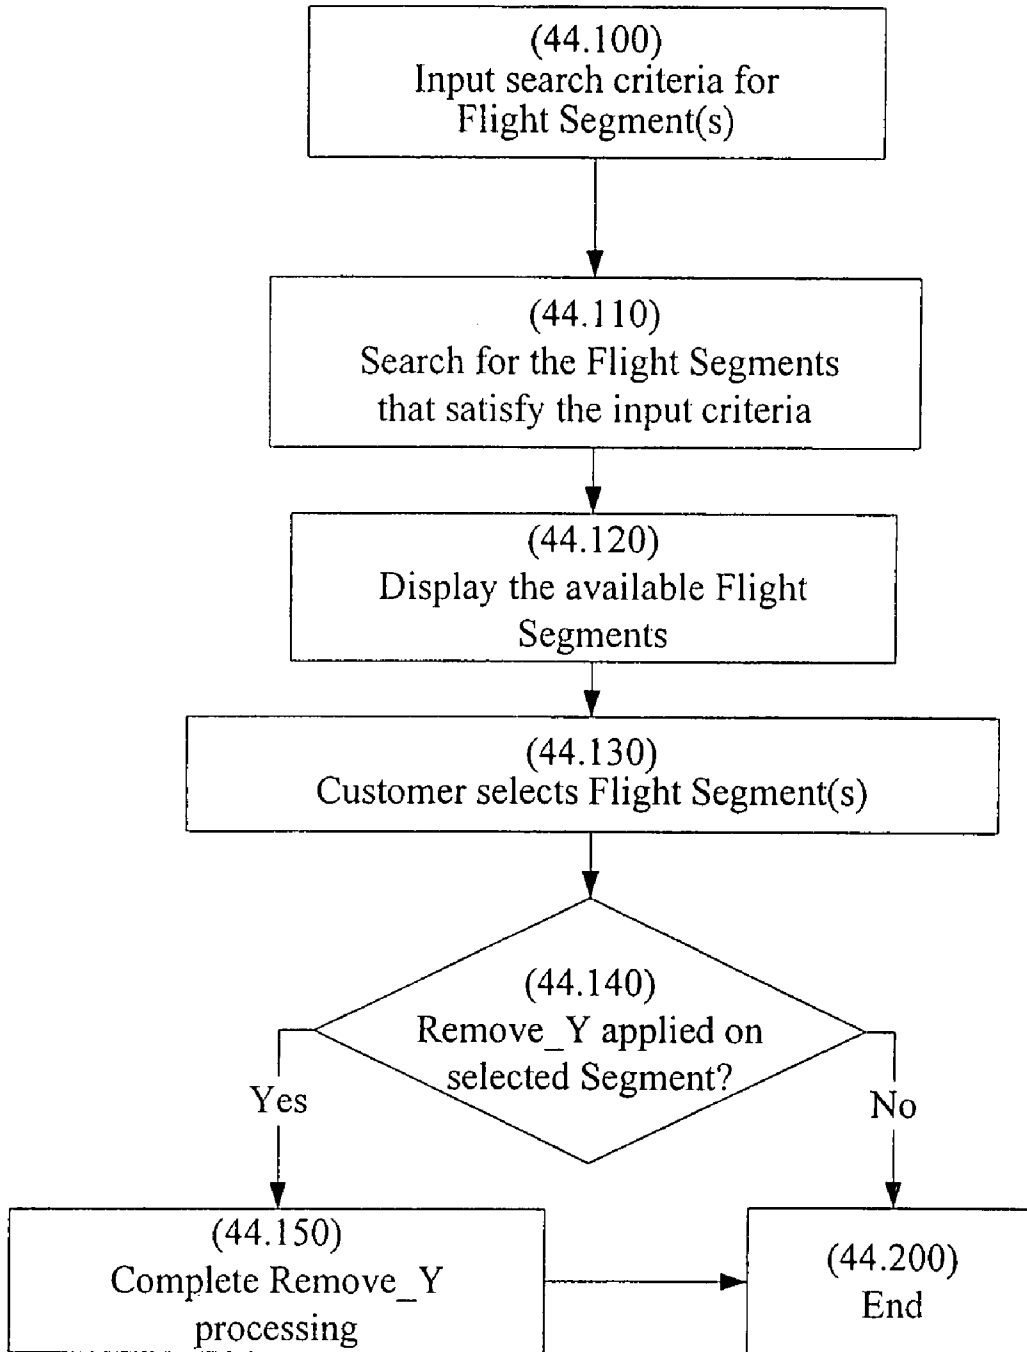 (44.100)
Input search criteria for
Flight Segment(s)
(44.110)
Search for the Flight Segments
that satisfy the input criteria
(44.120)
Display the available Flight
Segments
(44.130)
Customer selects Flight Segment(s)
(44.140)
Remove_Y applied on
selected Segment?
Yes
No
(44.150)
Complete Remove_Y
processing
(44.200)
End